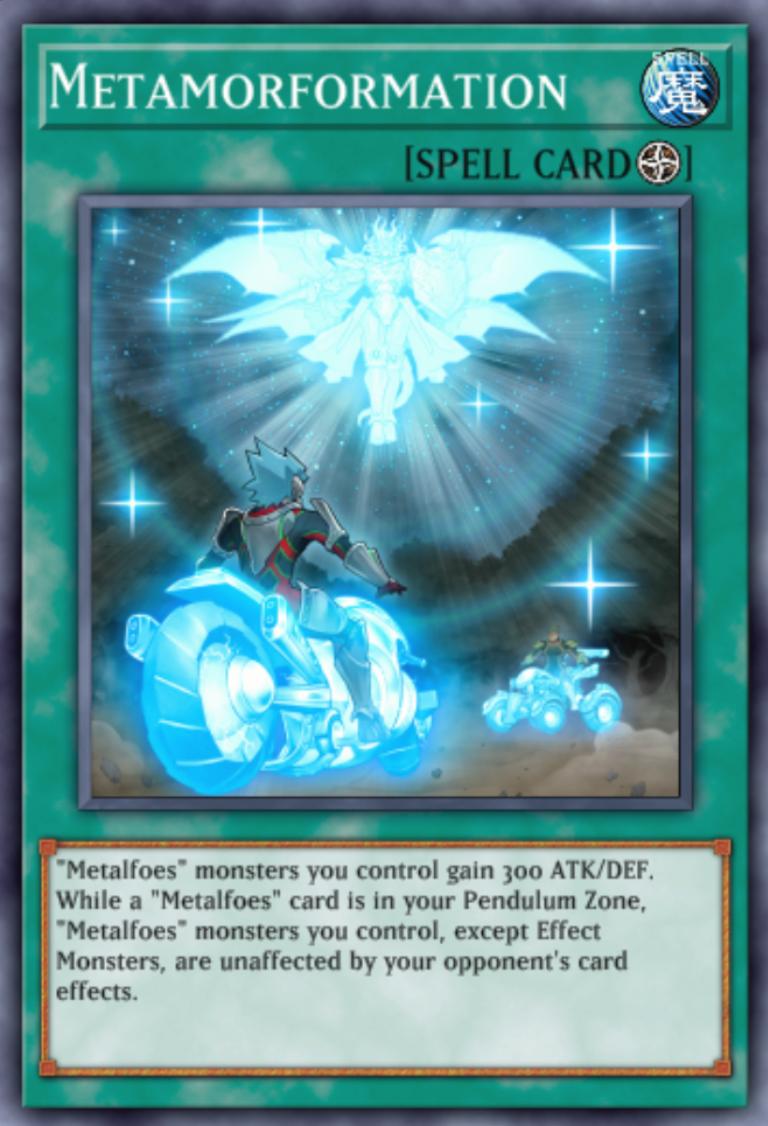 METAMORFORMATION
SPELL
魔
[SPELL CARD]
"Metalfoes" monsters you control gain 300 ATK/DEF.
While a "Metalfoes" card is in your Pendulum Zone,
"Metalfoes" monsters you control, except Effect
Monsters, are unaffected by your opponent's card
effects.